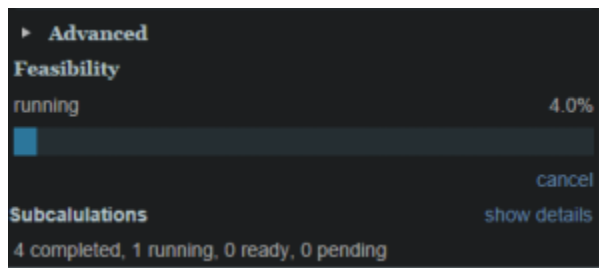 Advanced
Feasibility
running 4.0%
cancel
Subcalulations show details
4 completed, 1 running, 0 ready, 0 pending